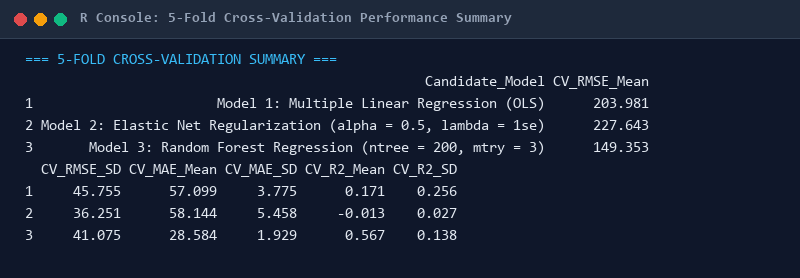 R Console: 5-Fold Cross-Validation Performance Summary
=== 5-FOLD CROSS-VALIDATION SUMMARY ===
Candidate_Model CV_RMSE_Mean
1 Model 1: Multiple Linear Regression (OLS) 203.981
2 Model 2: Elastic Net Regularization (alpha = 0.5, lambda = 1se) 227.643
3 Model 3: Random Forest Regression (ntree = 200, mtry = 3) 149.353
CV_RMSE_SD CV_MAE_Mean CV_MAE_SD CV_R2_Mean CV_R2_SD
1 45.755 57.099 3.775 0.171 0.256
2 36.251 58.144 5.458 -0.013 0.027
3 41.075 28.584 1.929 0.567 0.138